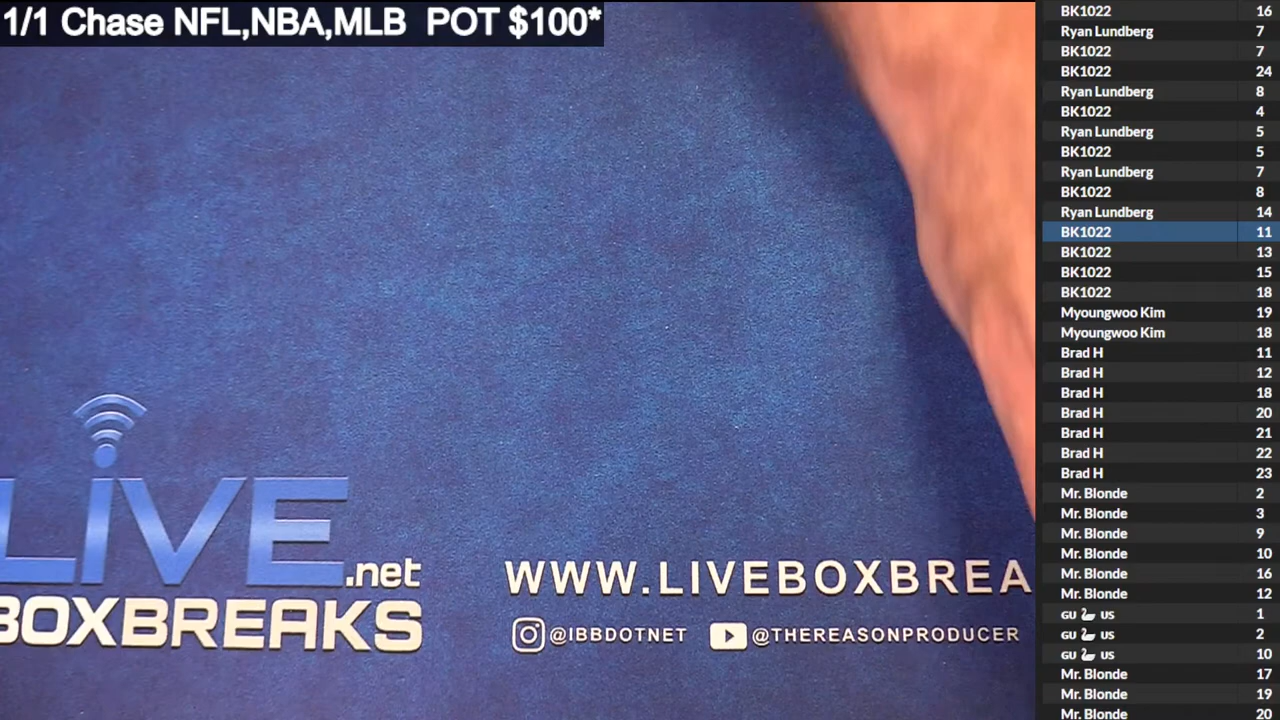 1/1 Chase NFL,NBA,MLB POT $100*
BK1022 16
Ryan Lundberg 7
BK1022 7
BK1022 24
Ryan Lundberg 8
BK1022 4
Ryan Lundberg 5
BK1022 5
Ryan Lundberg 7
BK1022 8
Ryan Lundberg 14
BK1022 11
BK1022 13
BK1022 15
BK1022 18
Myoungwoo Kim 19
Myoungwoo Kim 18
Brad H 11
Brad H 12
Brad H 18
Brad H 20
Brad H 21
Brad H 22
Brad H 23
Mr. Blonde 2
Mr. Blonde 3
Mr. Blonde 9
Mr. Blonde 10
Mr. Blonde 16
Mr. Blonde 12
GU 🦢 US 1
GU 🦢 US 2
GU 🦢 US 10
Mr. Blonde 17
Mr. Blonde 19
Mr. Blonde 20
LIVE
.net
BOXBREAKS
WWW.LIVEBOXBREA
@IBBDOTNET @THEREASONPRODUCER